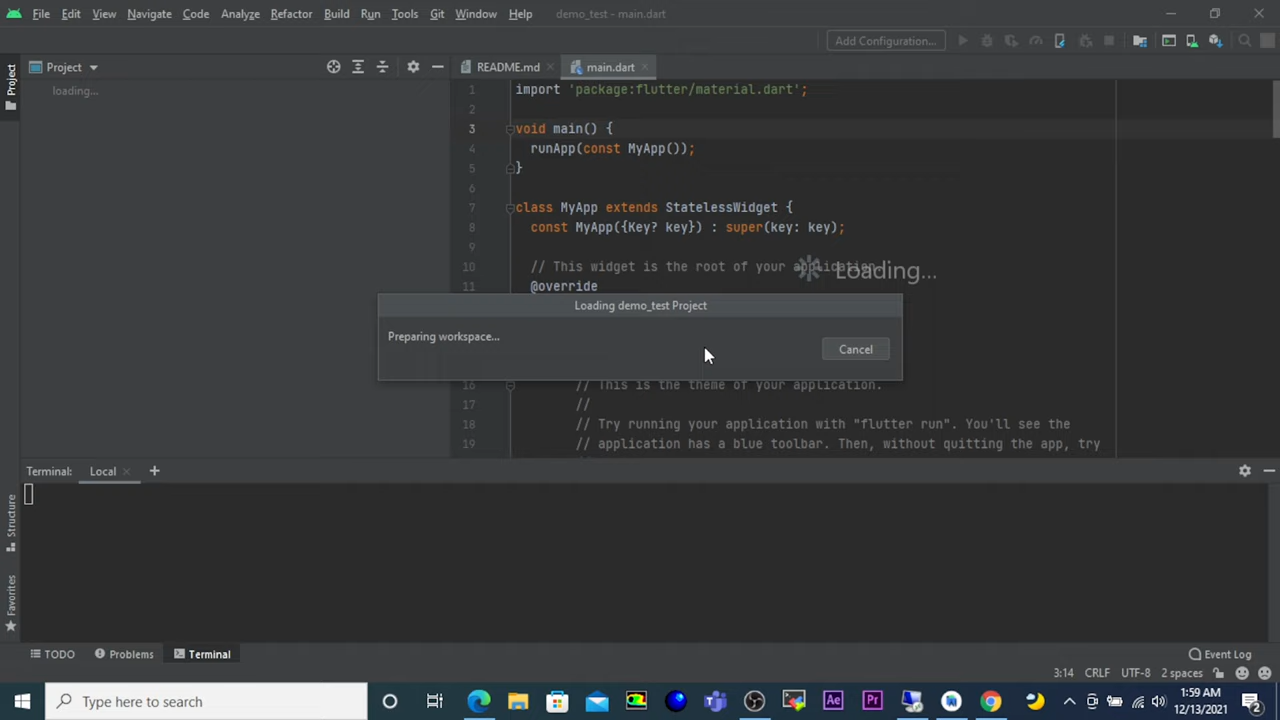 File Edit View Navigate Code Analyze Refactor Build Run Tools Git Window Help demo_test - main.dart
Add Configuration...
Project
Project
loading...
README.md main.dart
1 import 'package:flutter/material.dart';
2
3 void main() {
4 runApp(const MyApp());
5 }
6
7 class MyApp extends StatelessWidget {
8 const MyApp({Key? key}) : super(key: key);
9
10 // This widget is the root of your application.
Loading...
11 @override
Loading demo_test Project
Preparing workspace...
Cancel
16 // This is the theme of your application.
17 //
18 // Try running your application with "flutter run". You'll see the
19 // application has a blue toolbar. Then, without quitting the app, try
Terminal: Local +
Structure
Favorites
TODO Problems Terminal Event Log
3:14 CRLF UTF-8 2 spaces
Type here to search
Ae Pr
1:59 AM
12/13/2021
2